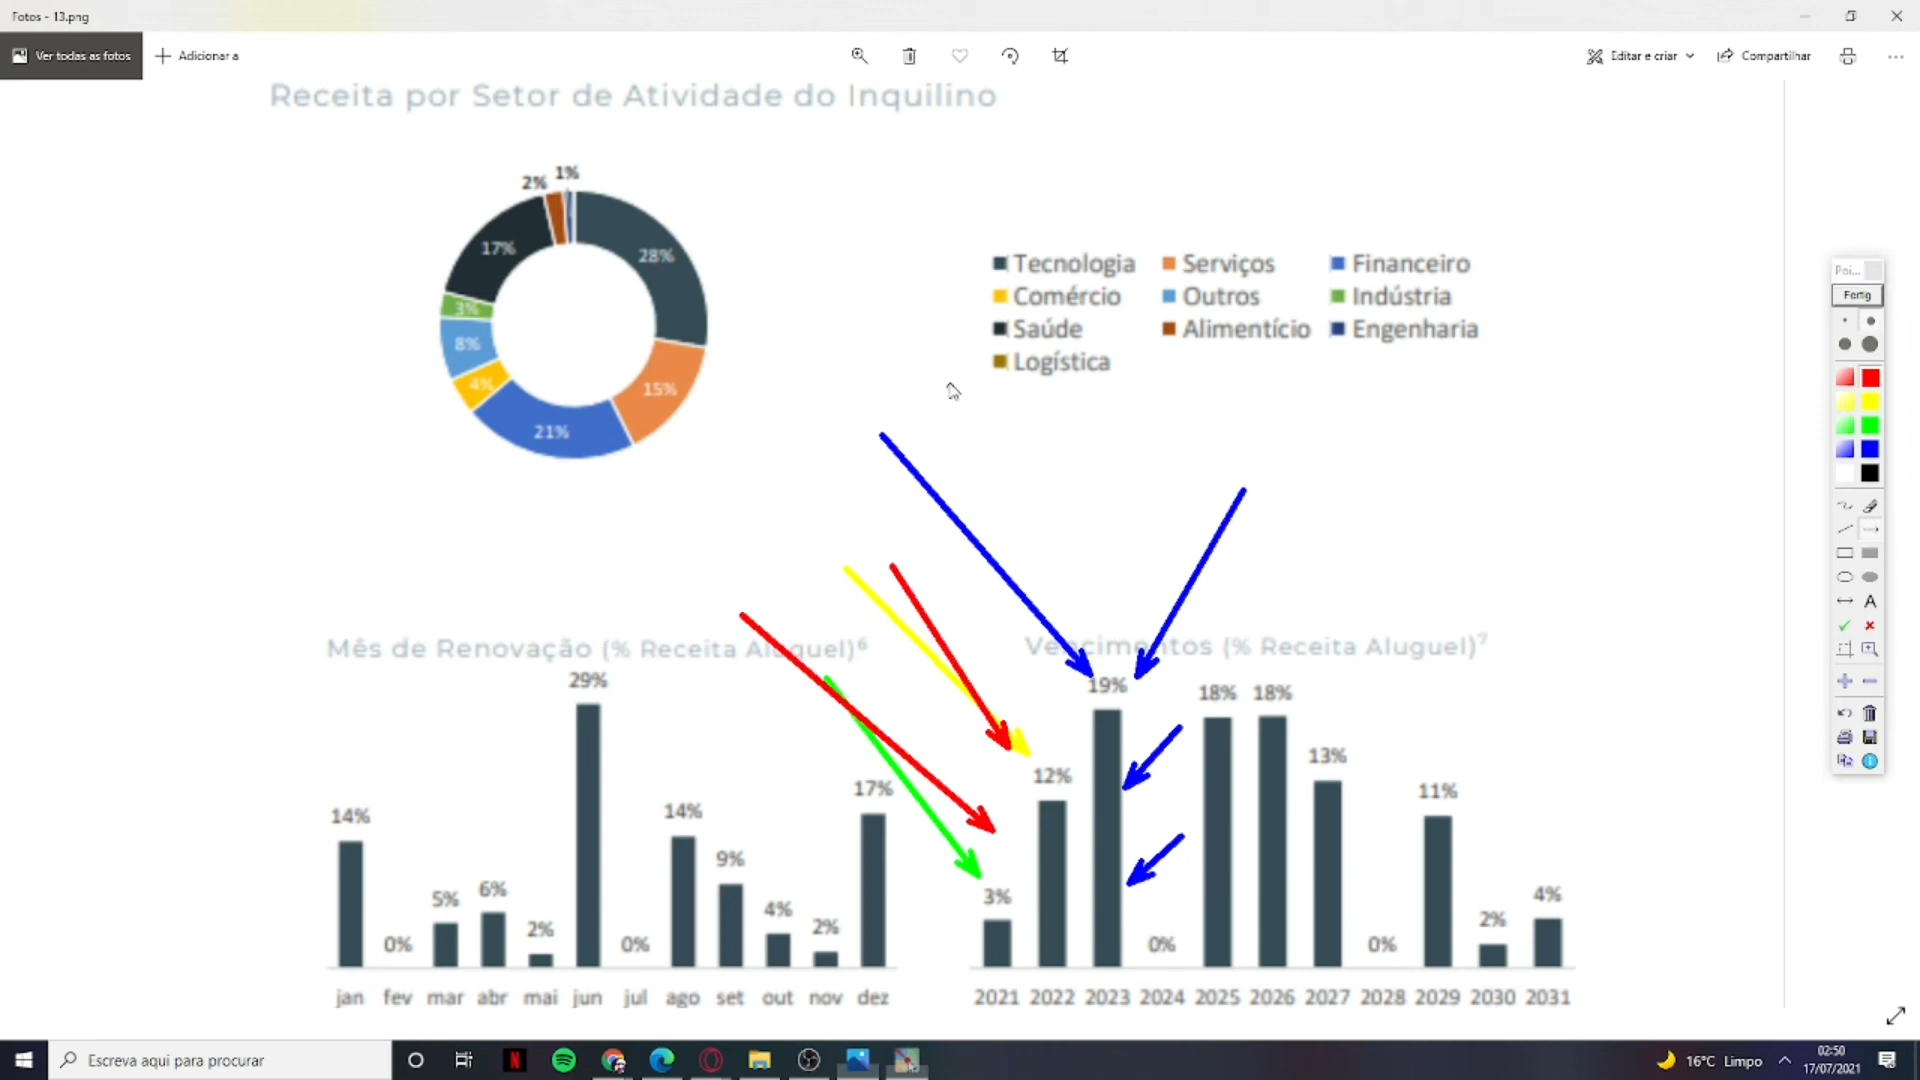 Fotos - 13.png
Ver todas as fotos
Adicionar a
Editar e criar
Compartilhar
Receita por Setor de Atividade do Inquilino
2%
1%
17%
28%
3%
8%
4%
15%
21%
Tecnologia
Serviços
Financeiro
Comércio
Outros
Indústria
Saúde
Alimentício
Engenharia
Logística
Poi...
Fertig
A
Mês de Renovação (% Receita Aluguel)⁶
14%
0%
5%
6%
2%
29%
0%
14%
9%
4%
2%
17%
jan fev mar abr mai jun jul ago set out nov dez
Vencimentos (% Receita Aluguel)⁷
3%
12%
19%
0%
18%
18%
13%
0%
11%
2%
4%
2021 2022 2023 2024 2025 2026 2027 2028 2029 2030 2031
Escreva aqui para procurar
16°C Limpo
02:50
17/07/2021